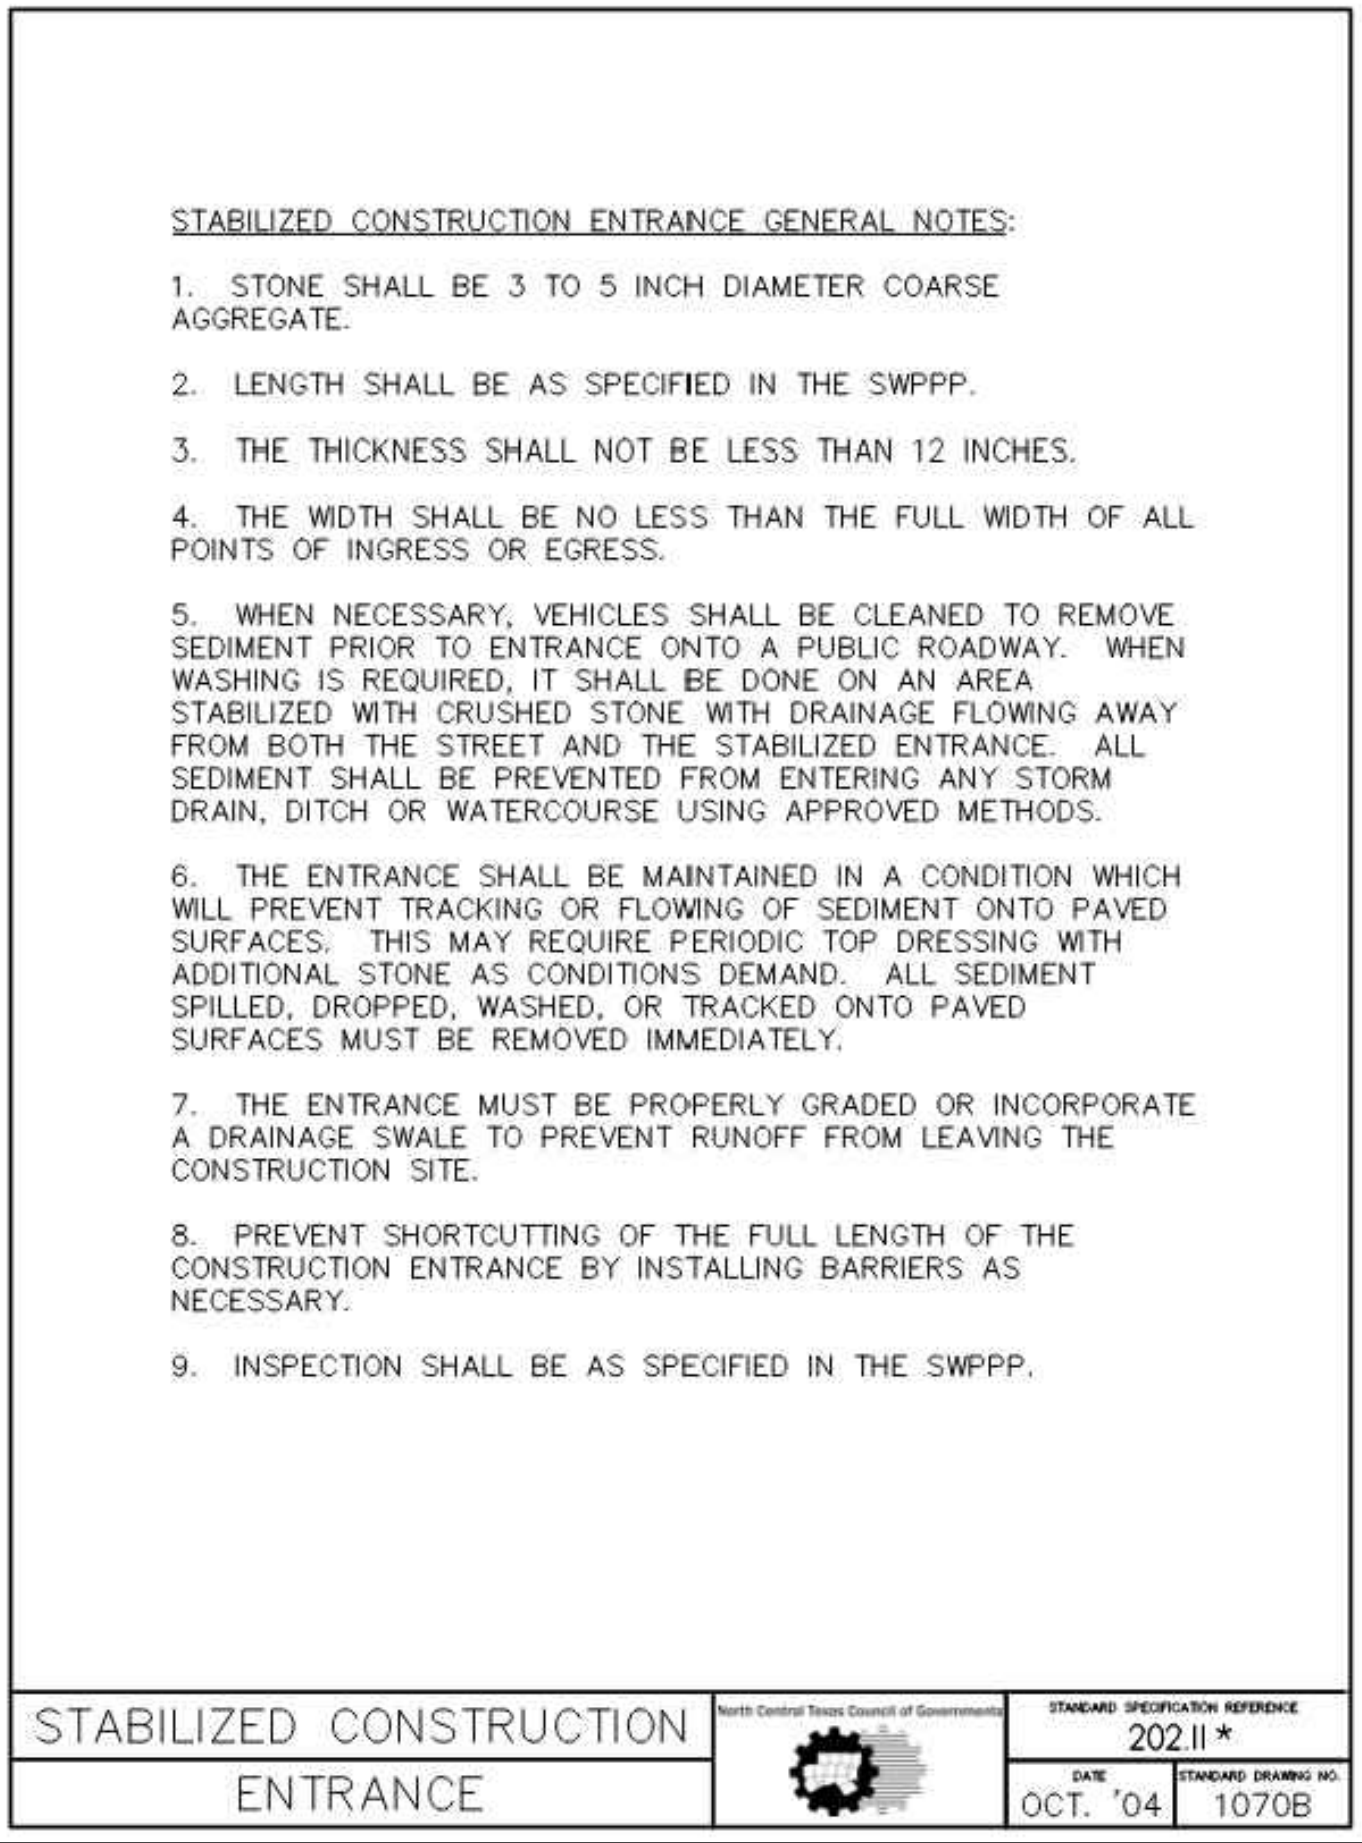 STABILIZED CONSTRUCTION ENTRANCE GENERAL NOTES:
1. STONE SHALL BE 3 TO 5 INCH DIAMETER COARSE
AGGREGATE.
2. LENGTH SHALL BE AS SPECIFIED IN THE SWPPP.
3. THE THICKNESS SHALL NOT BE LESS THAN 12 INCHES.
4. THE WIDTH SHALL BE NO LESS THAN THE FULL WIDTH OF ALL
POINTS OF INGRESS OR EGRESS.
5. WHEN NECESSARY, VEHICLES SHALL BE CLEANED TO REMOVE
SEDIMENT PRIOR TO ENTRANCE ONTO A PUBLIC ROADWAY. WHEN
WASHING IS REQUIRED, IT SHALL BE DONE ON AN AREA
STABILIZED WITH CRUSHED STONE WITH DRAINAGE FLOWING AWAY
FROM BOTH THE STREET AND THE STABILIZED ENTRANCE. ALL
SEDIMENT SHALL BE PREVENTED FROM ENTERING ANY STORM
DRAIN, DITCH OR WATERCOURSE USING APPROVED METHODS.
6. THE ENTRANCE SHALL BE MAINTAINED IN A CONDITION WHICH
WILL PREVENT TRACKING OR FLOWING OF SEDIMENT ONTO PAVED
SURFACES. THIS MAY REQUIRE PERIODIC TOP DRESSING WITH
ADDITIONAL STONE AS CONDITIONS DEMAND. ALL SEDIMENT
SPILLED, DROPPED, WASHED, OR TRACKED ONTO PAVED
SURFACES MUST BE REMOVED IMMEDIATELY.
7. THE ENTRANCE MUST BE PROPERLY GRADED OR INCORPORATE
A DRAINAGE SWALE TO PREVENT RUNOFF FROM LEAVING THE
CONSTRUCTION SITE.
8. PREVENT SHORTCUTTING OF THE FULL LENGTH OF THE
CONSTRUCTION ENTRANCE BY INSTALLING BARRIERS AS
NECESSARY.
9. INSPECTION SHALL BE AS SPECIFIED IN THE SWPPP.
STABILIZED CONSTRUCTION
ENTRANCE
North Central Texas Council of Governments
STANDARD SPECIFICATION REFERENCE
202.II *
DATE
OCT. '04
STANDARD DRAWING NO.
1070B